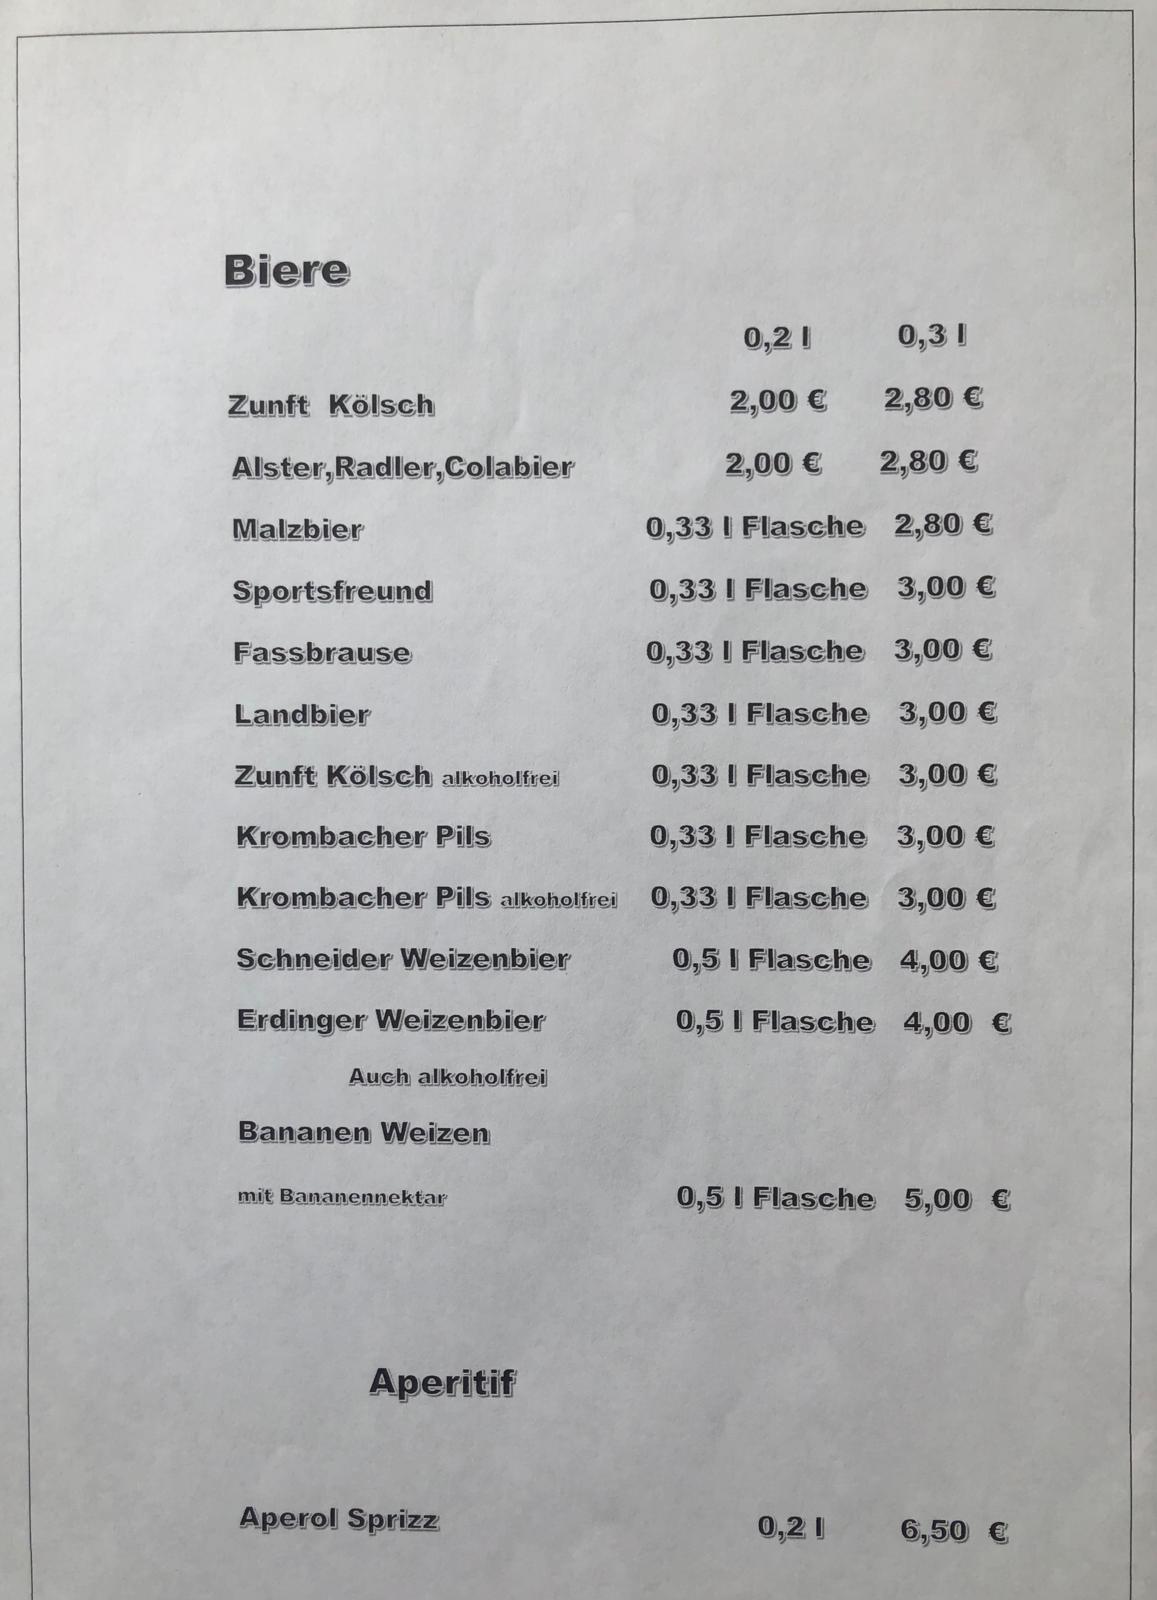 Biere
0,2 l 0,3 l
Zunft Kölsch 2,00 € 2,80 €
Alster,Radler,Colabier 2,00 € 2,80 €
Malzbier 0,33 l Flasche 2,80 €
Sportsfreund 0,33 l Flasche 3,00 €
Fassbrause 0,33 l Flasche 3,00 €
Landbier 0,33 l Flasche 3,00 €
Zunft Kölsch alkoholfrei 0,33 l Flasche 3,00 €
Krombacher Pils 0,33 l Flasche 3,00 €
Krombacher Pils alkoholfrei 0,33 l Flasche 3,00 €
Schneider Weizenbier 0,5 l Flasche 4,00 €
Erdinger Weizenbier 0,5 l Flasche 4,00 €
Auch alkoholfrei
Bananen Weizen
mit Bananennektar 0,5 l Flasche 5,00 €
Aperitif
Aperol Sprizz 0,2 l 6,50 €